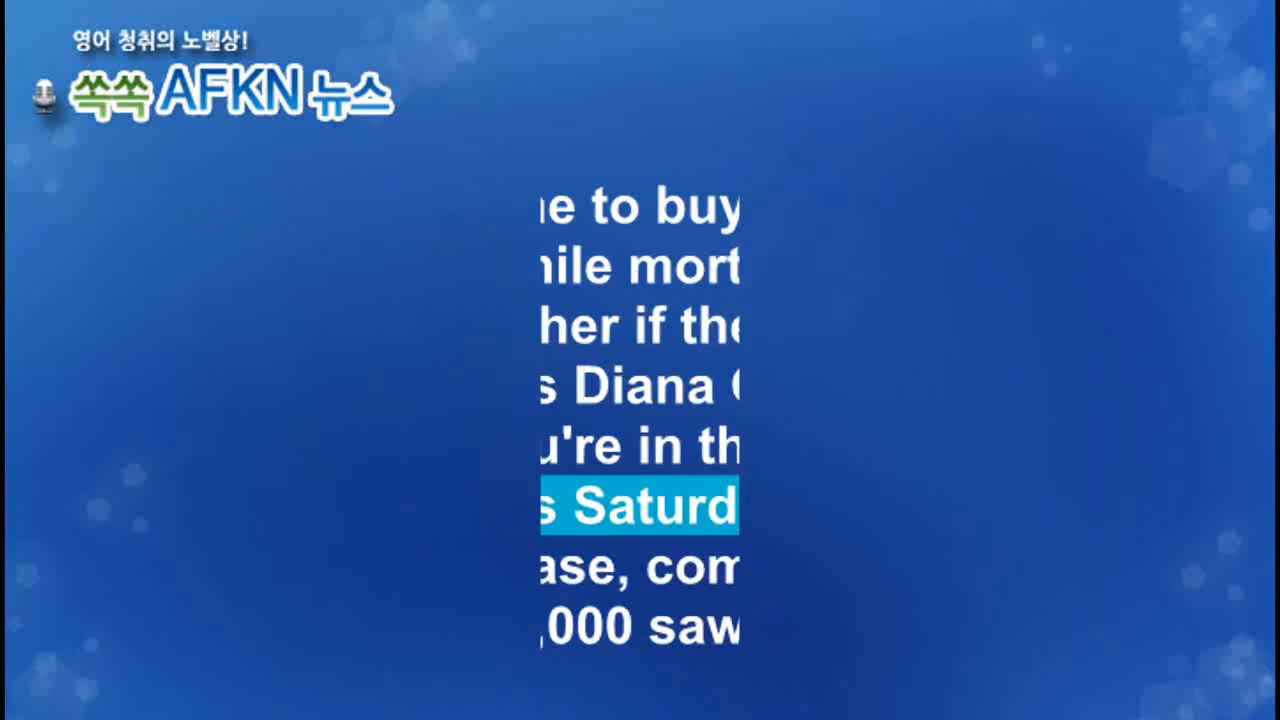 영어 청취의 노벨상!
쏙쏙 AFKN 뉴스
e to buy
ile mort
her if the
s Diana
u're in th
s Saturd
ase, com
,000 saw